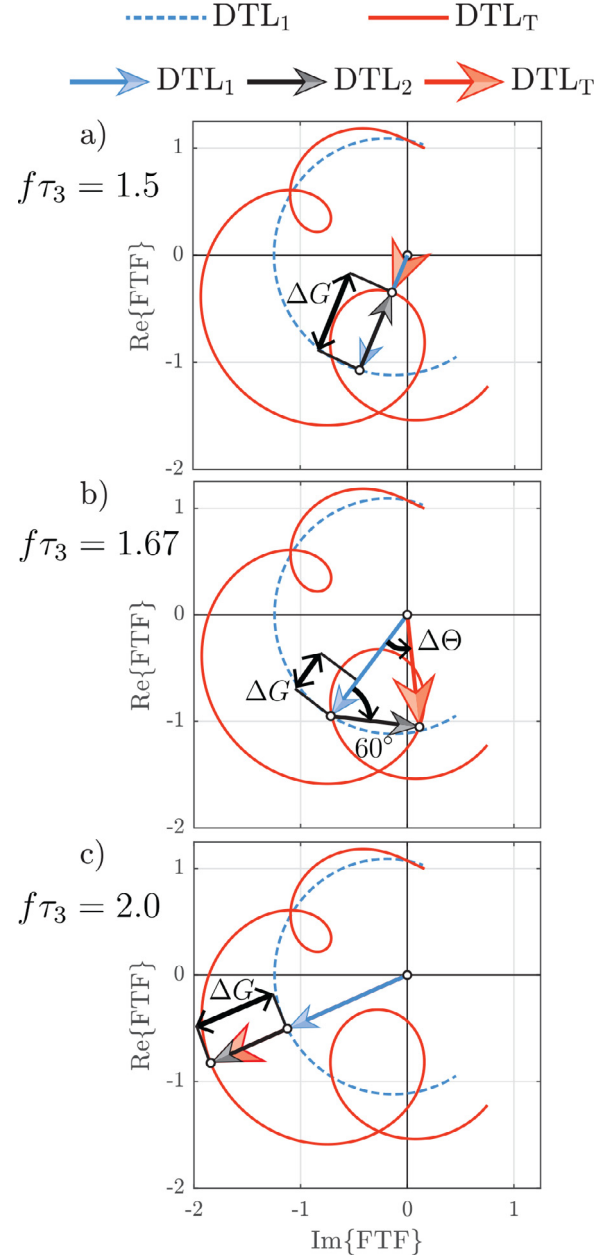 DTL₁ DTL_T
DTL₁ DTL₂ DTL_T
a)
fτ₃ = 1.5
1
0
-1
-2
Re{FTF}
ΔG
b)
fτ₃ = 1.67
1
0
-1
-2
Re{FTF}
ΔΘ
ΔG
60°
c)
fτ₃ = 2.0
1
0
-1
-2
Re{FTF}
ΔG
-2 -1 0 1
Im{FTF}